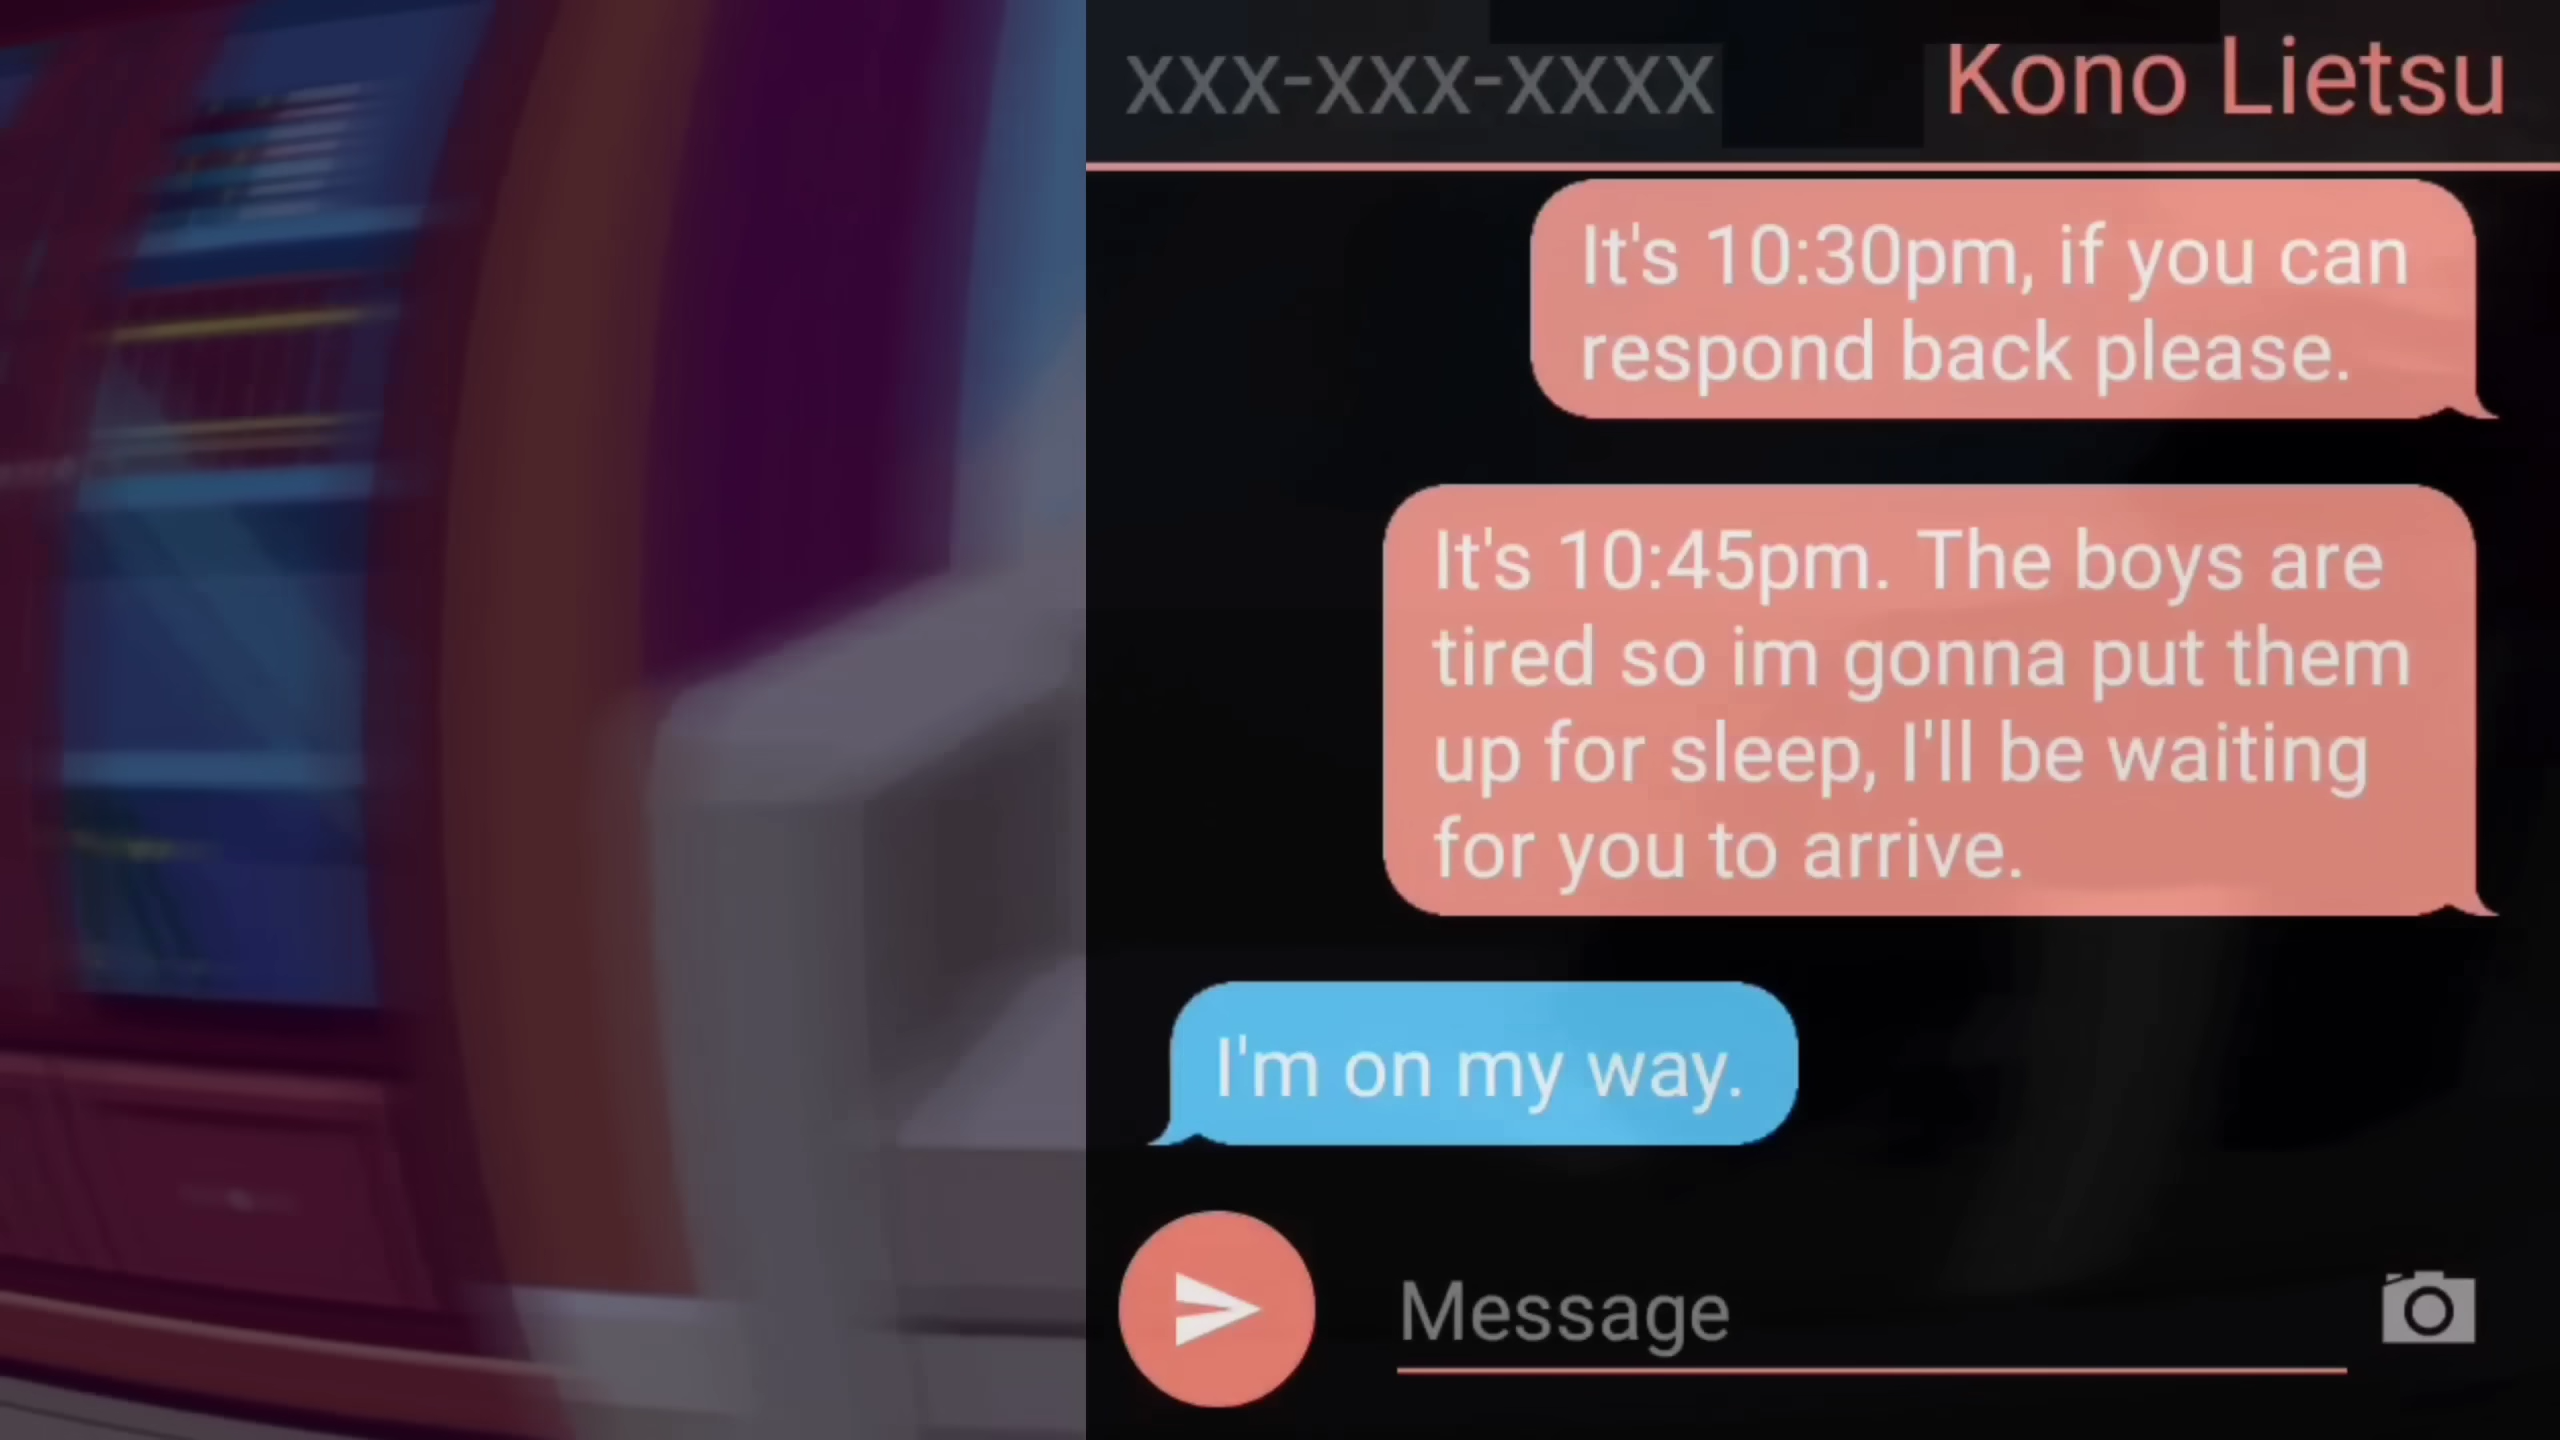 xxx-xxx-xxxx Kono Lietsu
It's 10:30pm, if you can
respond back please.
It's 10:45pm. The boys are
tired so im gonna put them
up for sleep, I'll be waiting
for you to arrive.
I'm on my way.
Message